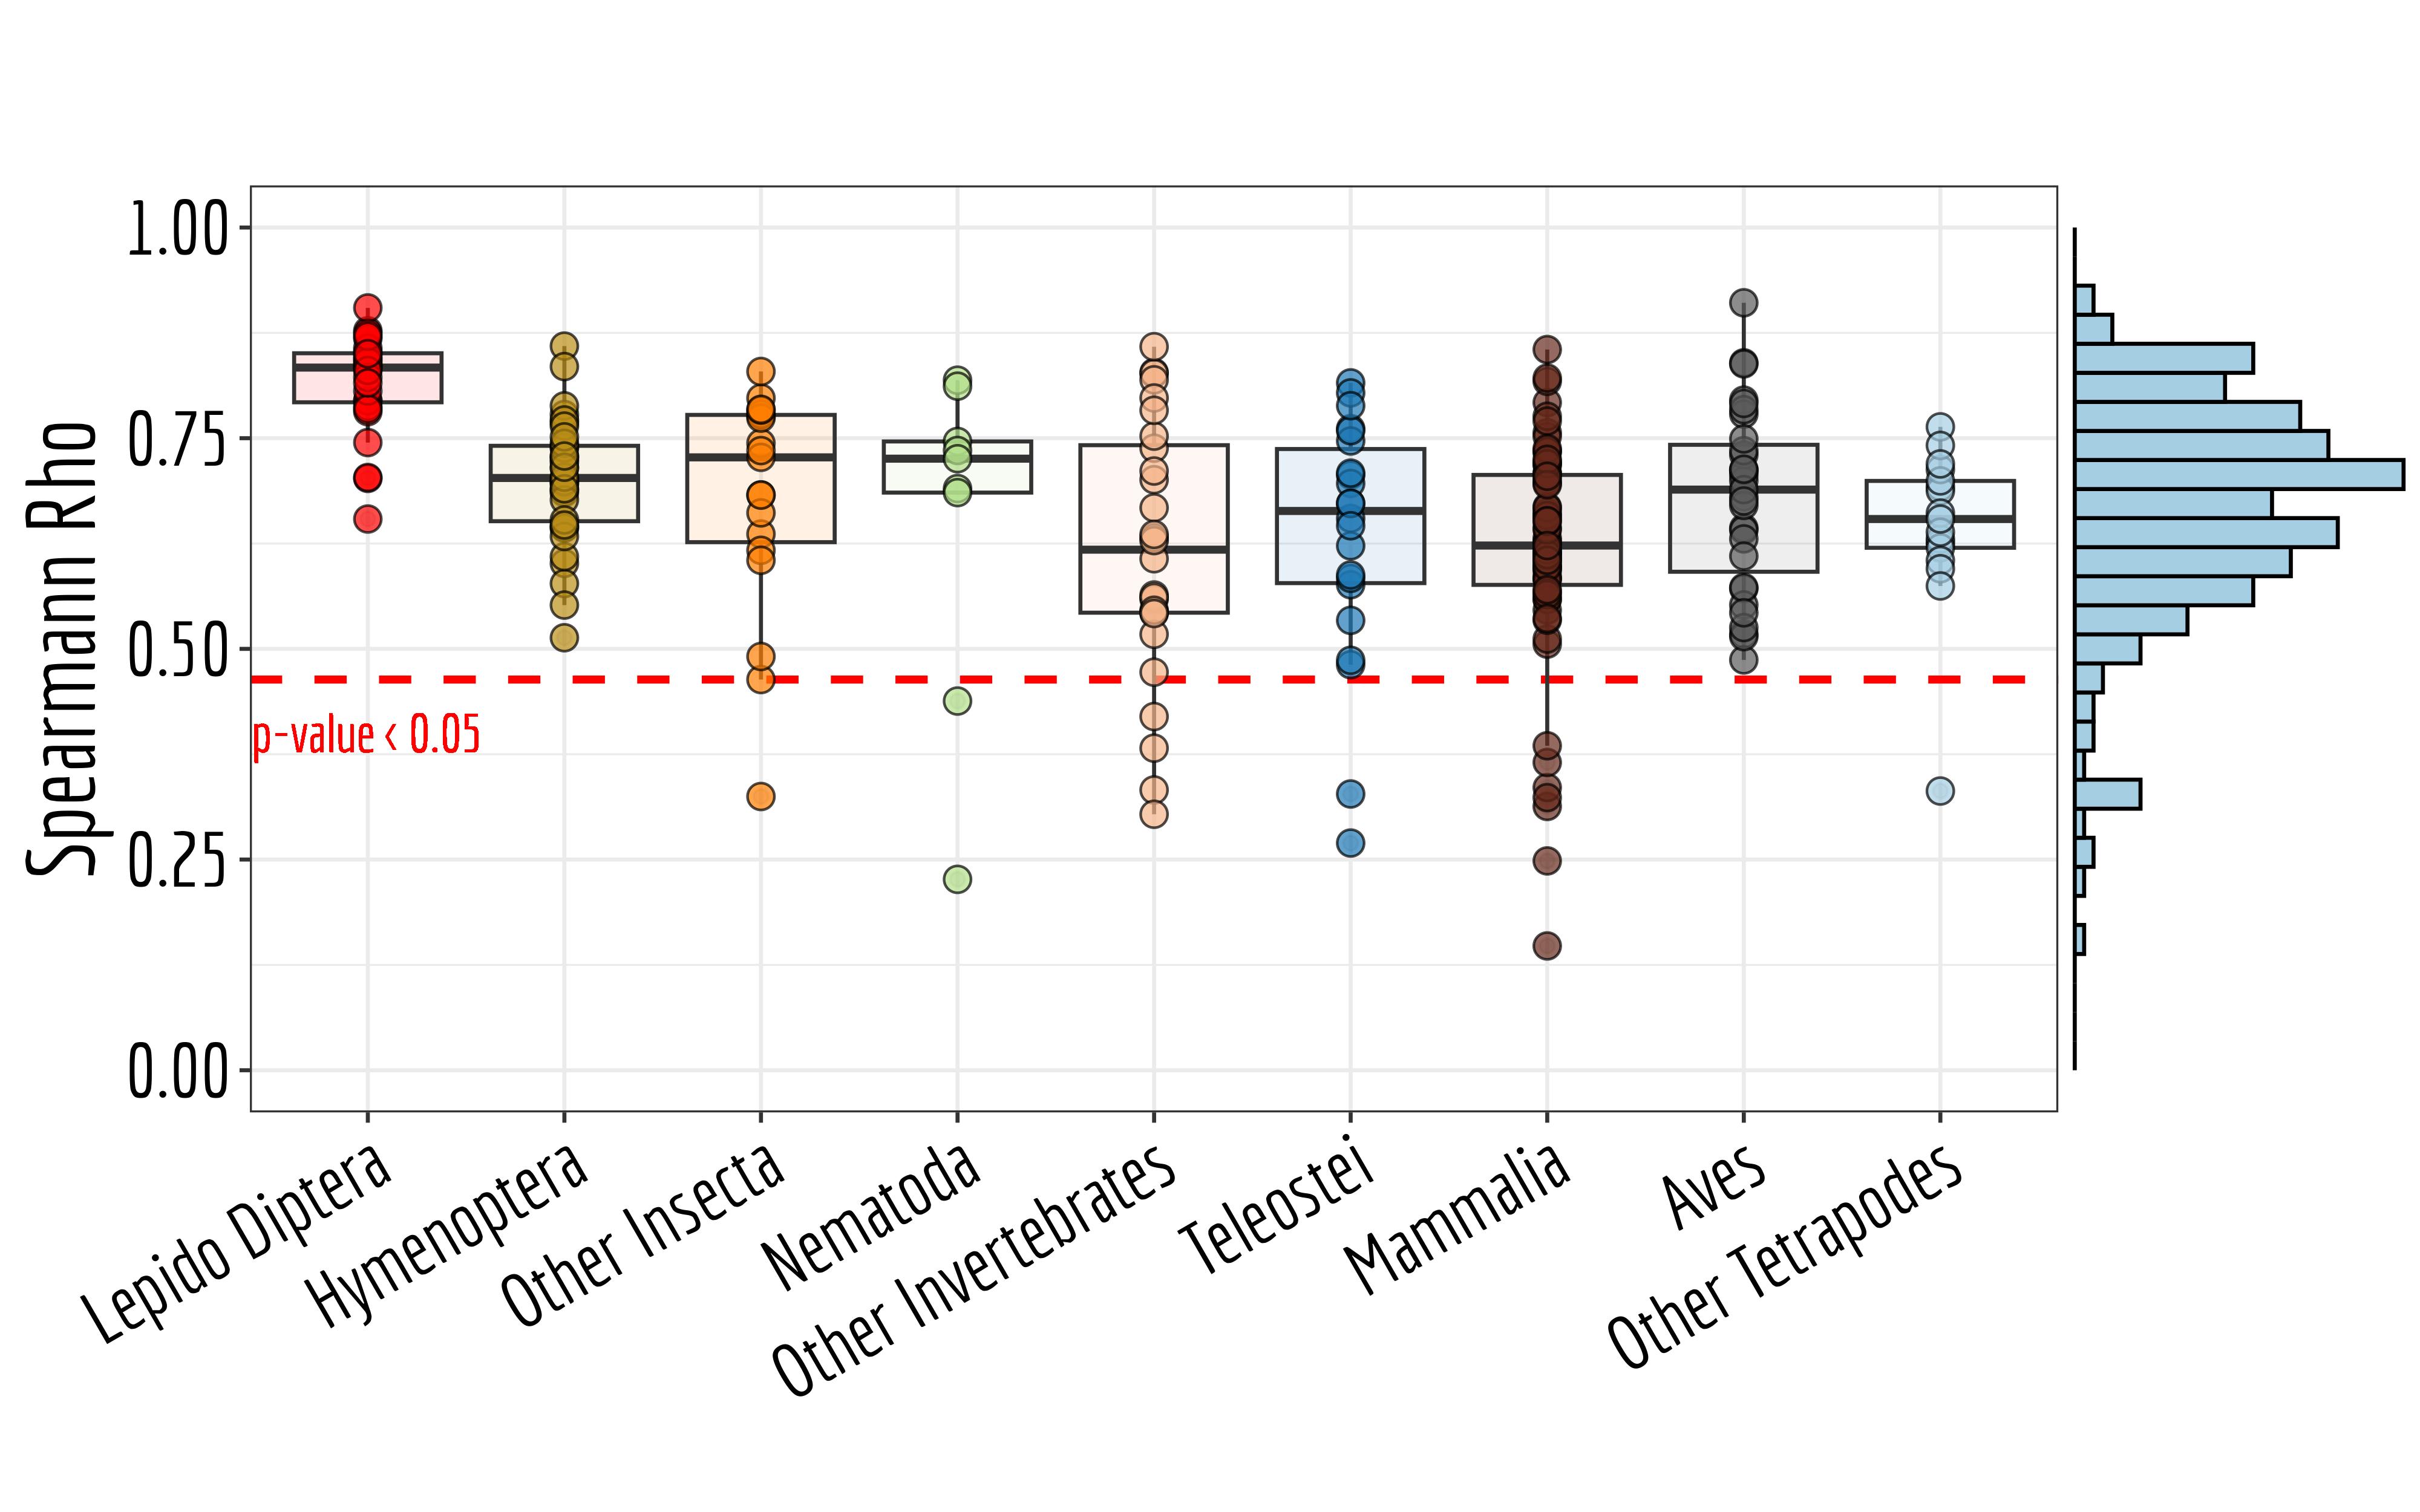 Spearmann Rho
1.00
0.75
0.50
0.25
0.00
p-value < 0.05
Lepido Diptera
Hymenoptera
Other Insecta
Nematoda
Other Invertebrates
Teleostei
Mammalia
Aves
Other Tetrapodes